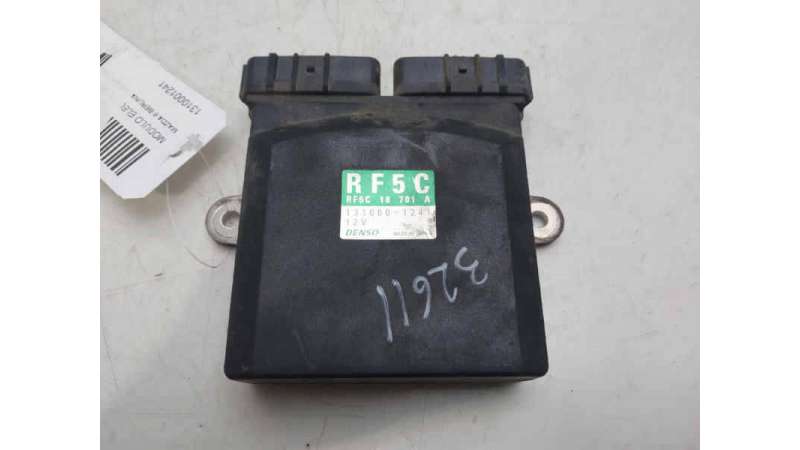 RF5C
RF5C 18 701 A
131000-1241
12V
DENSO
32611
MODULO ELE
MAZDA 6 BERLINA
1310001241